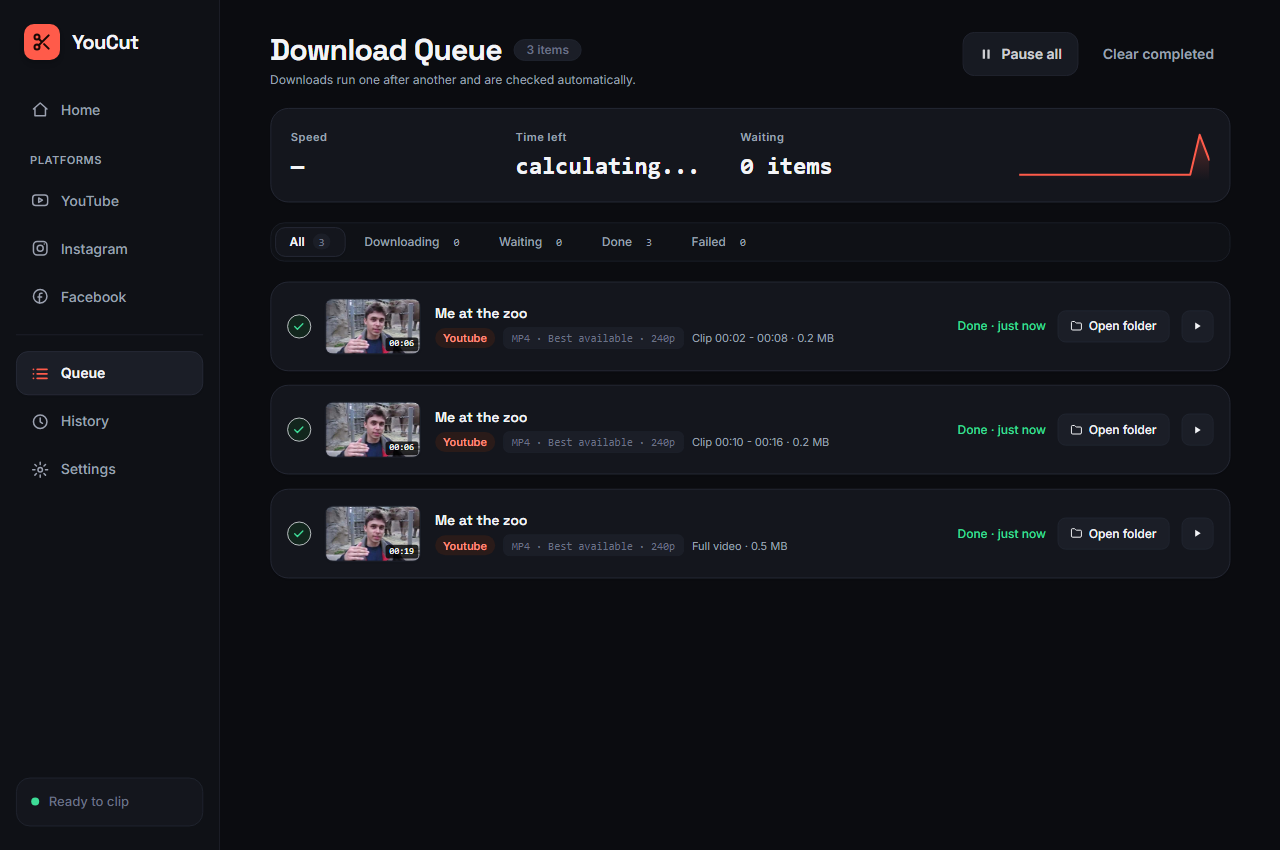 YouCut
Home
PLATFORMS
YouTube
Instagram
Facebook
Queue
History
Settings
Ready to clip
Download Queue 3 items
Downloads run one after another and are checked automatically.
Pause all Clear completed
Speed Time left Waiting
— calculating... 0 items
All 3 Downloading 0 Waiting 0 Done 3 Failed 0
Me at the zoo
00:06 Youtube MP4 · Best available · 240p Clip 00:02 - 00:08 · 0.2 MB Done · just now Open folder
Me at the zoo
00:06 Youtube MP4 · Best available · 240p Clip 00:10 - 00:16 · 0.2 MB Done · just now Open folder
Me at the zoo
00:19 Youtube MP4 · Best available · 240p Full video · 0.5 MB Done · just now Open folder